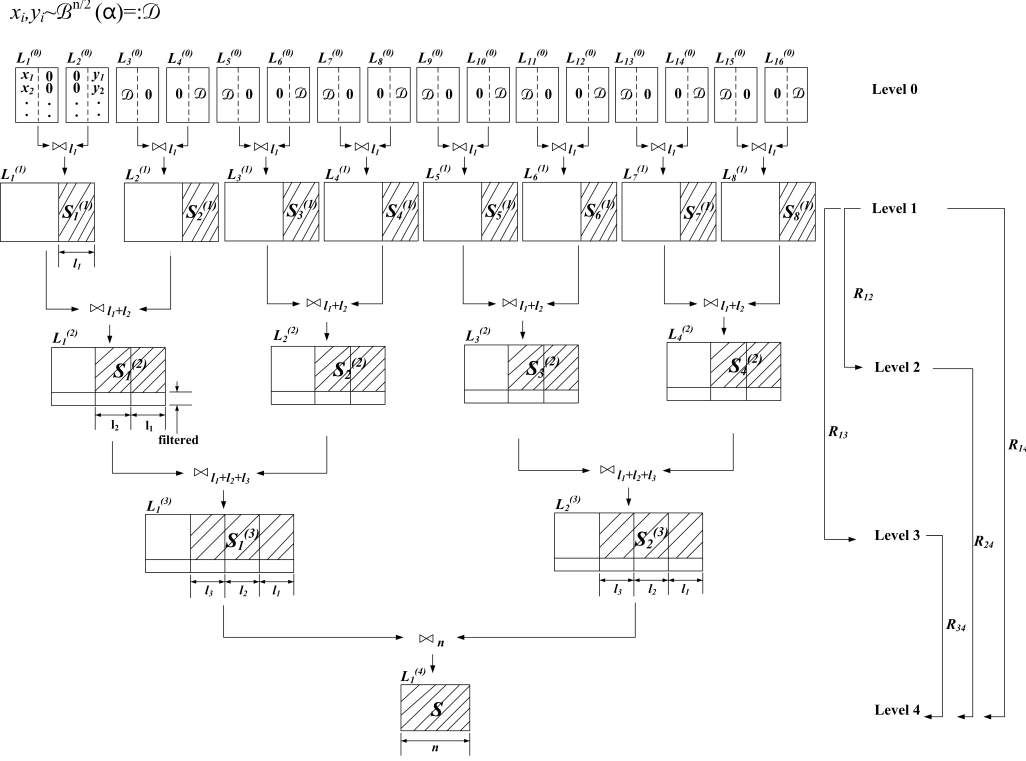 x_i,y_i~ℬ^{n/2}(α)=:𝒟
L_1^{(0)} L_2^{(0)} L_3^{(0)} L_4^{(0)} L_5^{(0)} L_6^{(0)} L_7^{(0)} L_8^{(0)} L_9^{(0)} L_10^{(0)} L_11^{(0)} L_12^{(0)} L_13^{(0)} L_14^{(0)} L_15^{(0)} L_16^{(0)}
x_1 0 0 y_1
x_2 0 0 y_2
𝒟 0 0 𝒟 𝒟 0 0 𝒟 𝒟 0 0 𝒟 𝒟 0 0 𝒟 𝒟 0 0 𝒟 𝒟 0 0 𝒟 𝒟 0 0 𝒟
Level 0
⋈ l_1 ⋈ l_1 ⋈ l_1 ⋈ l_1 ⋈ l_1 ⋈ l_1 ⋈ l_1 ⋈ l_1
L_1^{(1)} L_2^{(1)} L_3^{(1)} L_4^{(1)} L_5^{(1)} L_6^{(1)} L_7^{(1)} L_8^{(1)}
S_1^{(1)} S_2^{(1)} S_3^{(1)} S_4^{(1)} S_5^{(1)} S_6^{(1)} S_7^{(1)} S_8^{(1)}
Level 1
l_1
R_12
⋈ l_1+l_2 ⋈ l_1+l_2 ⋈ l_1+l_2 ⋈ l_1+l_2
L_1^{(2)} L_2^{(2)} L_3^{(2)} L_4^{(2)}
S_1^{(2)} S_2^{(2)} S_3^{(2)} S_4^{(2)}
Level 2
l_2 l_1
filtered
R_13
R_14
⋈ l_1+l_2+l_3 ⋈ l_1+l_2+l_3
L_1^{(3)} L_2^{(3)}
S_1^{(3)} S_2^{(3)}
Level 3
R_24
l_3 l_2 l_1 l_3 l_2 l_1
R_34
⋈ n
L_1^{(4)}
S
Level 4
n